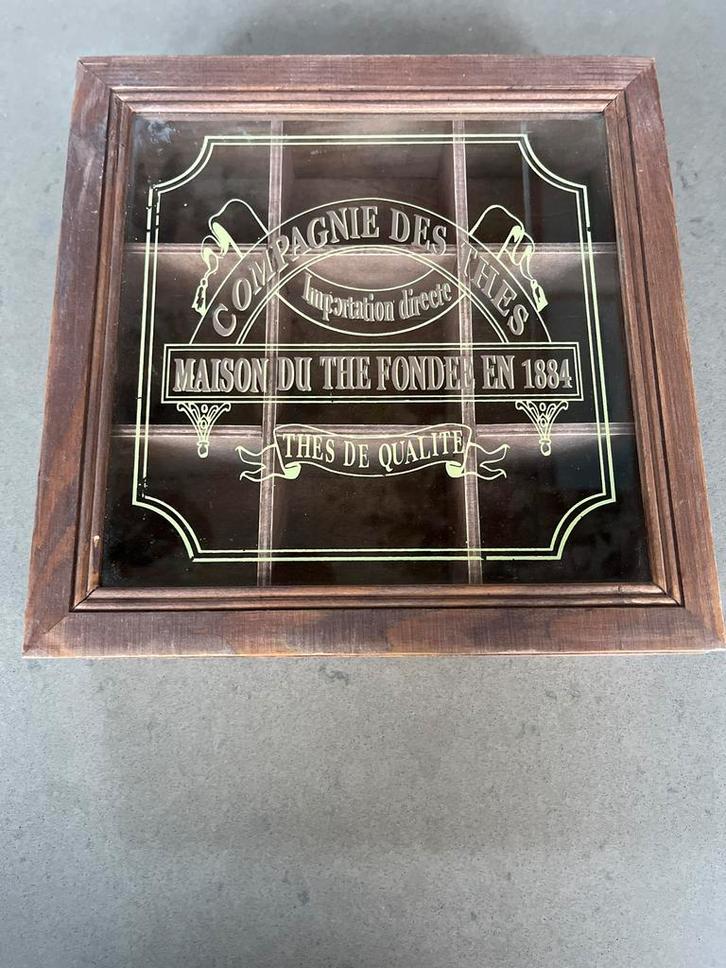 COMPAGNIE DES THES
Importation directe
MAISON DU THE FONDEE EN 1884
THES DE QUALITE